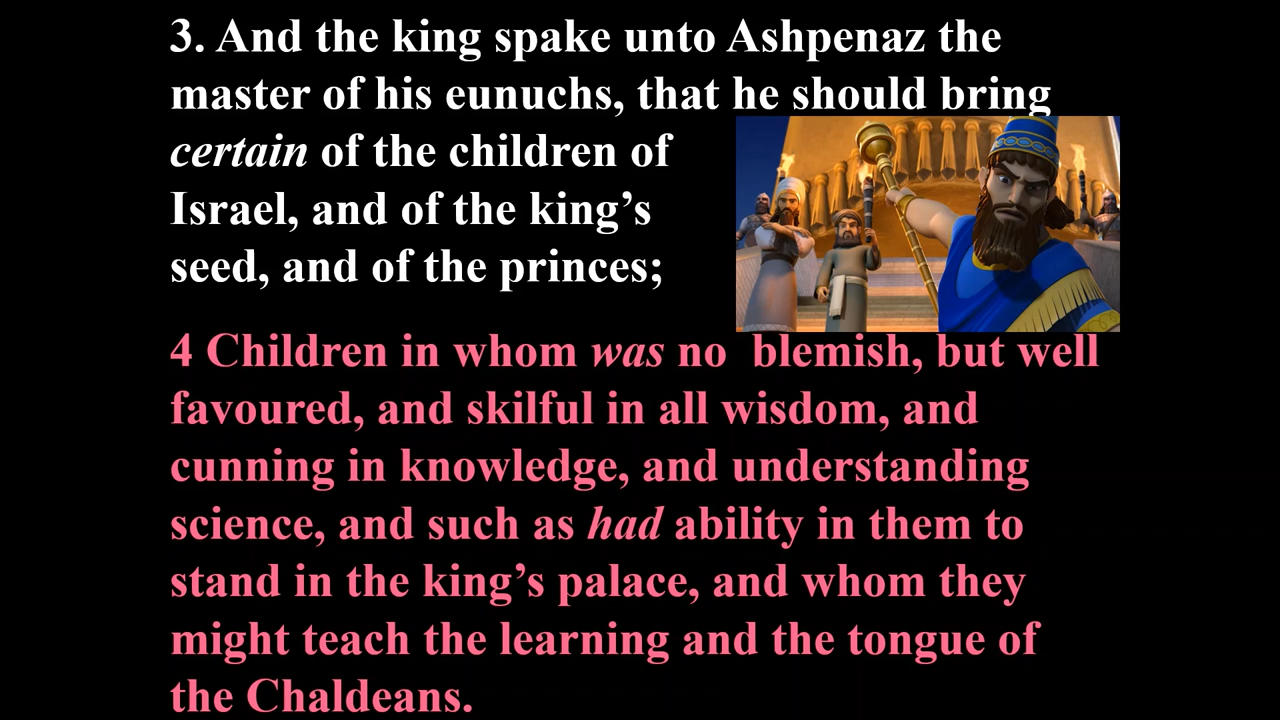 3. And the king spake unto Ashpenaz the
master of his eunuchs, that he should bring
certain of the children of
Israel, and of the king’s
seed, and of the princes;
4 Children in whom was no  blemish, but well
favoured, and skilful in all wisdom, and
cunning in knowledge, and understanding
science, and such as had ability in them to
stand in the king’s palace, and whom they
might teach the learning and the tongue of
the Chaldeans.